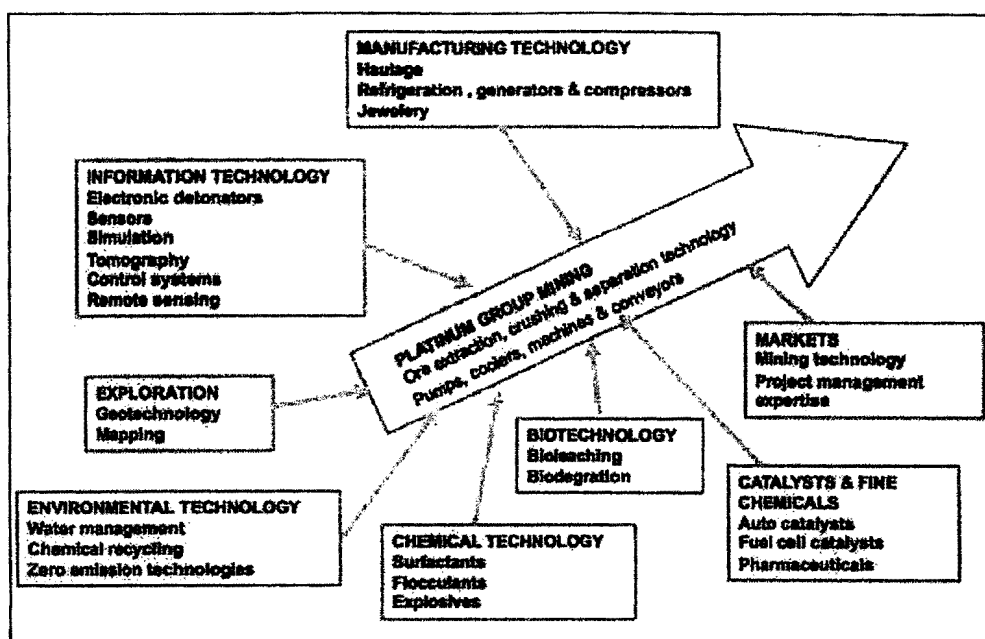 MANUFACTURING TECHNOLOGY
Haulage
Refrigeration , generators & compressors
Jewelery
INFORMATION TECHNOLOGY
Electronic detonators
Sensors
Simulation
Tomography
Control systems
Remote sensing
PLATINUM GROUP MINING
Ore extraction, crushing & separation technology
Pumps, coolers, machines & conveyors
MARKETS
Mining technology
Project management
expertise
EXPLORATION
Geotechnology
Mapping
BIOTECHNOLOGY
Bioleaching
Biodegration
CATALYSTS & FINE
CHEMICALS
Auto catalysts
Fuel cell catalysts
Pharmaceuticals
ENVIRONMENTAL TECHNOLOGY
Water management
Chemical recycling
Zero emission technologies
CHEMICAL TECHNOLOGY
Surfactants
Flocculants
Explosives